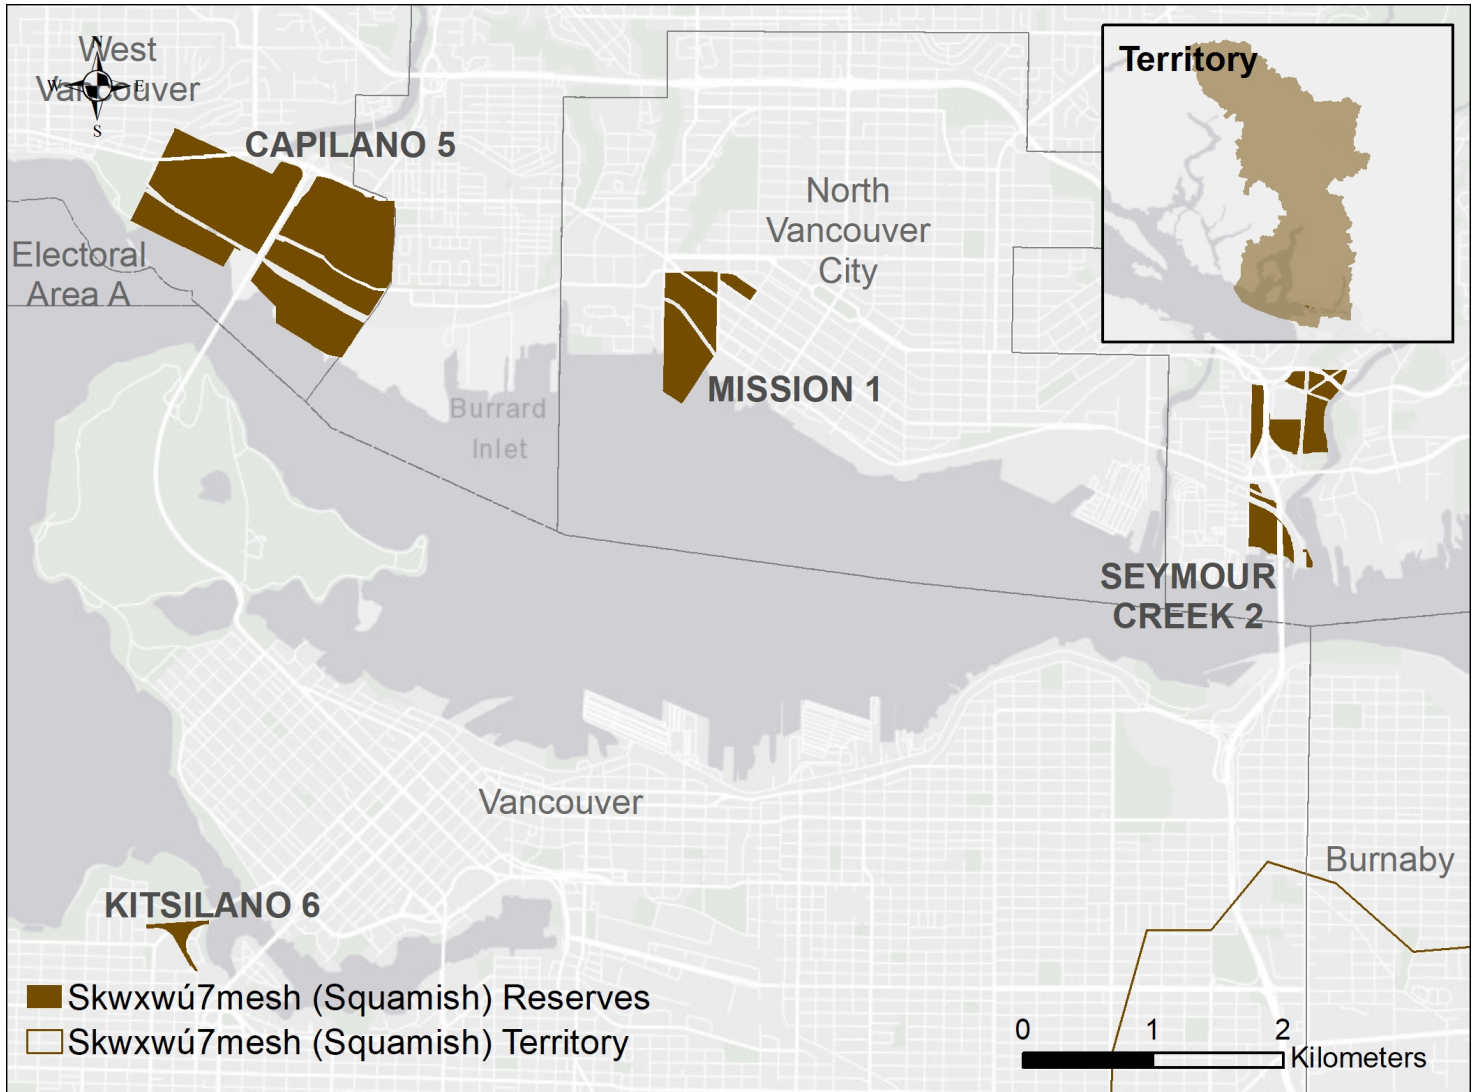 West
Vancouver
N
W
E
S
CAPILANO 5
Territory
North
Vancouver
City
Electoral
Area A
MISSION 1
Burrard
Inlet
SEYMOUR
CREEK 2
Vancouver
Burnaby
KITSILANO 6
Skwxwú7mesh (Squamish) Reserves
Skwxwú7mesh (Squamish) Territory
0 1 2
Kilometers